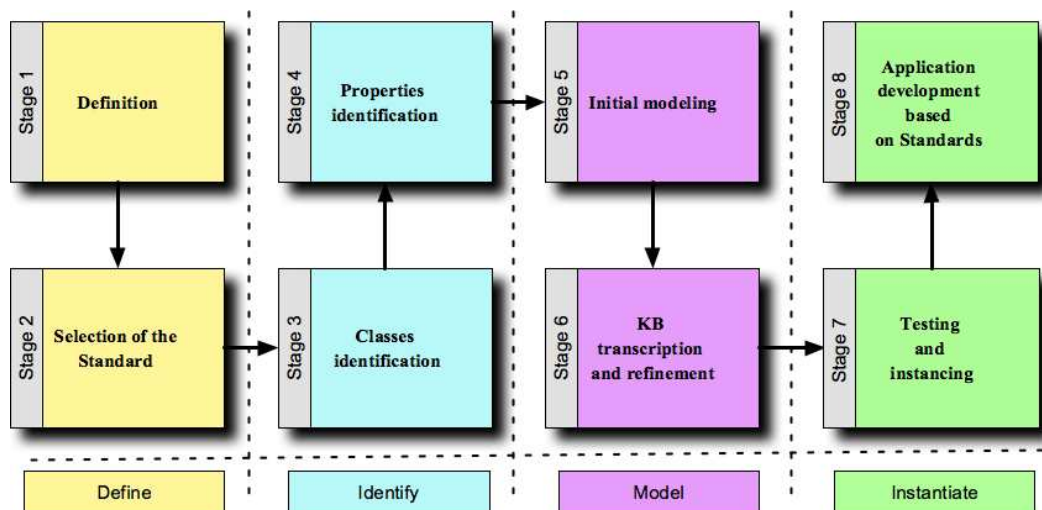 Stage 1
Definition
Stage 4
Properties
identification
Stage 5
Initial modeling
Stage 8
Application
development
based
on Standards
Stage 2
Selection of the
Standard
Stage 3
Classes
identification
Stage 6
KB
transcription
and refinement
Stage 7
Testing
and
instancing
Define
Identify
Model
Instantiate